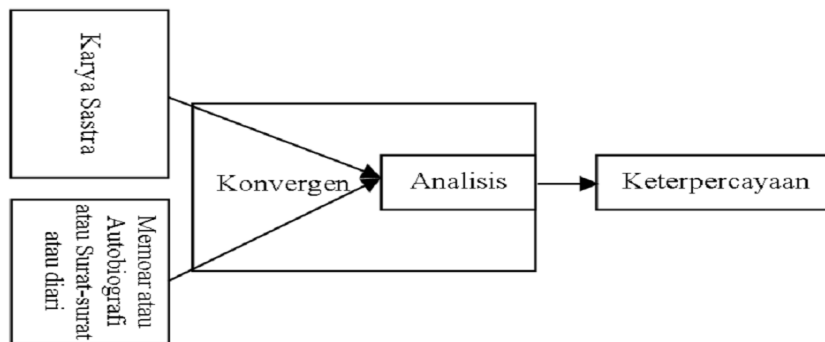 Karya Sastra
Memoar atau
Autobiografi
atau Surat-surat
atau diari
Konvergen
Analisis
Keterpercayaan